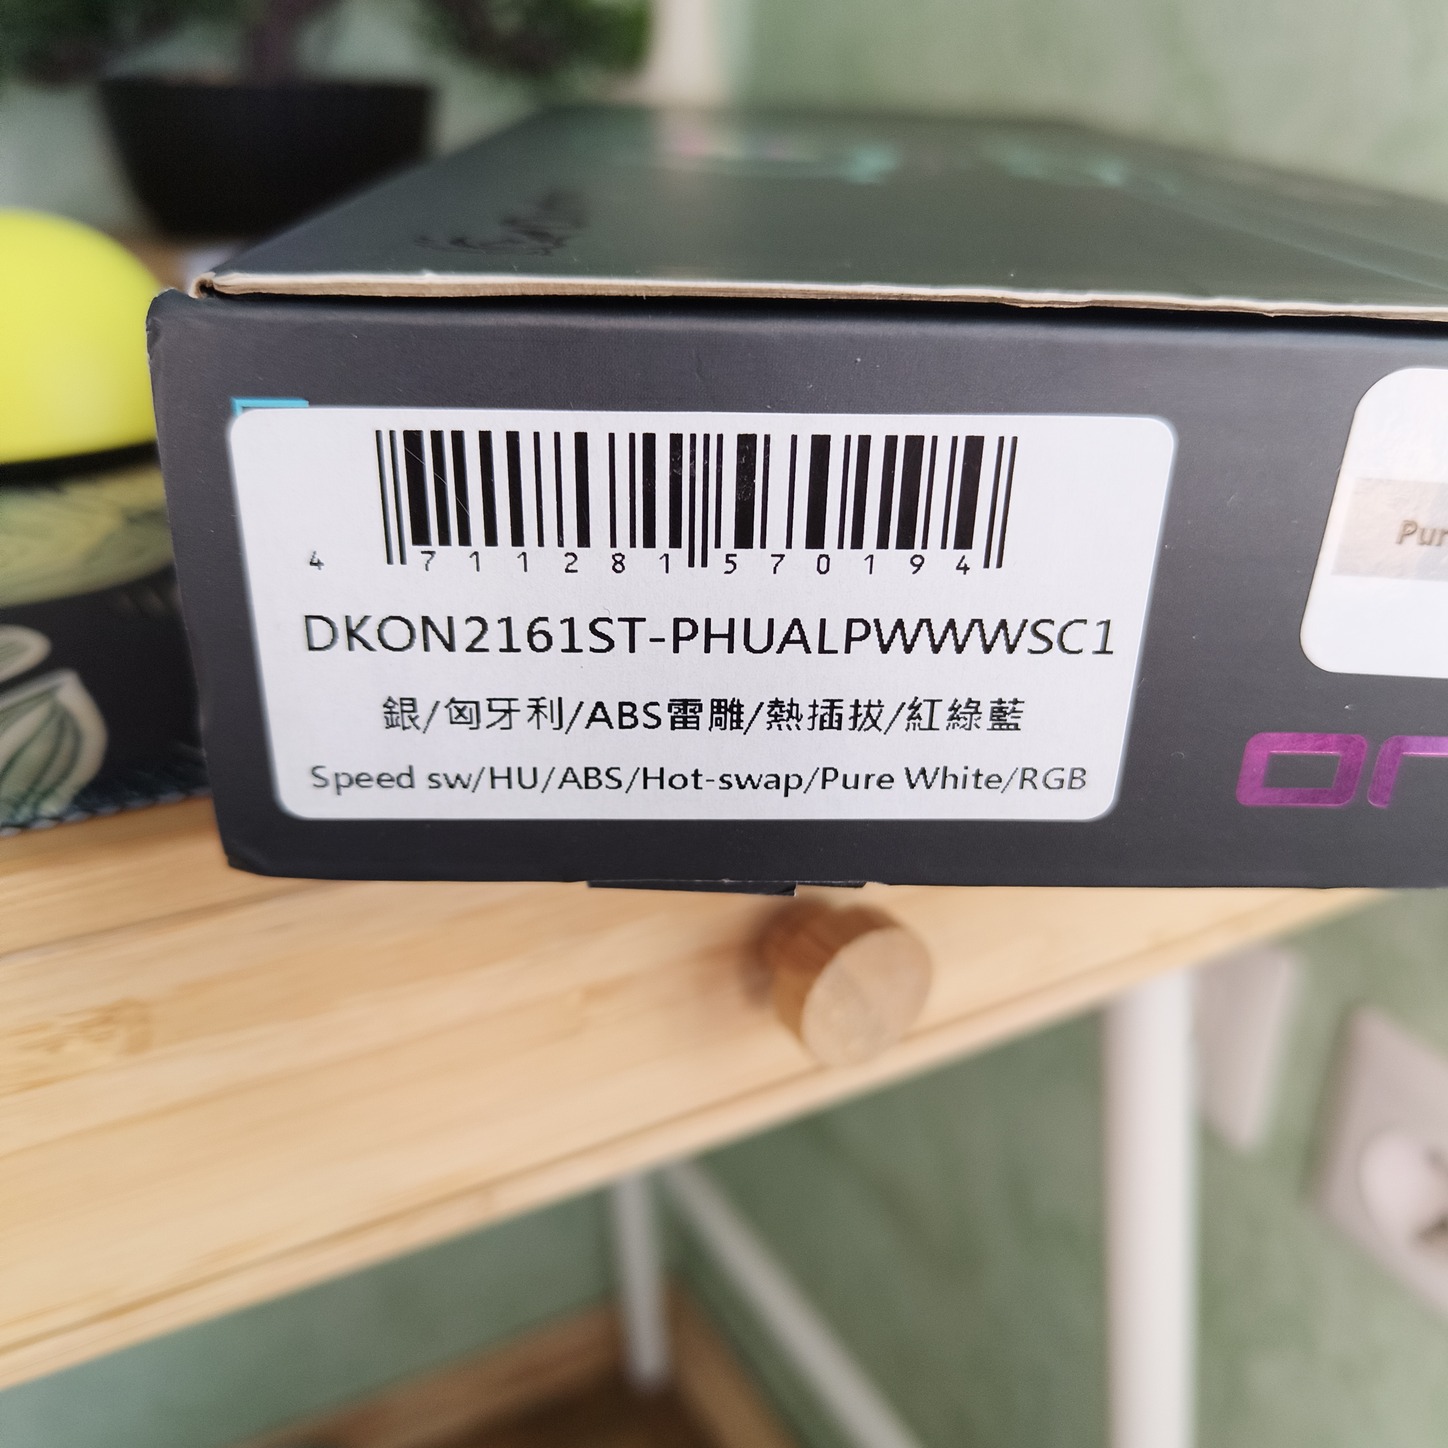 4 711281 570194
DKON2161ST-PHUALPWWWSC1
銀/匈牙利/ABS雷雕/熱插拔/紅綠藍
Speed sw/HU/ABS/Hot-swap/Pure White/RGB